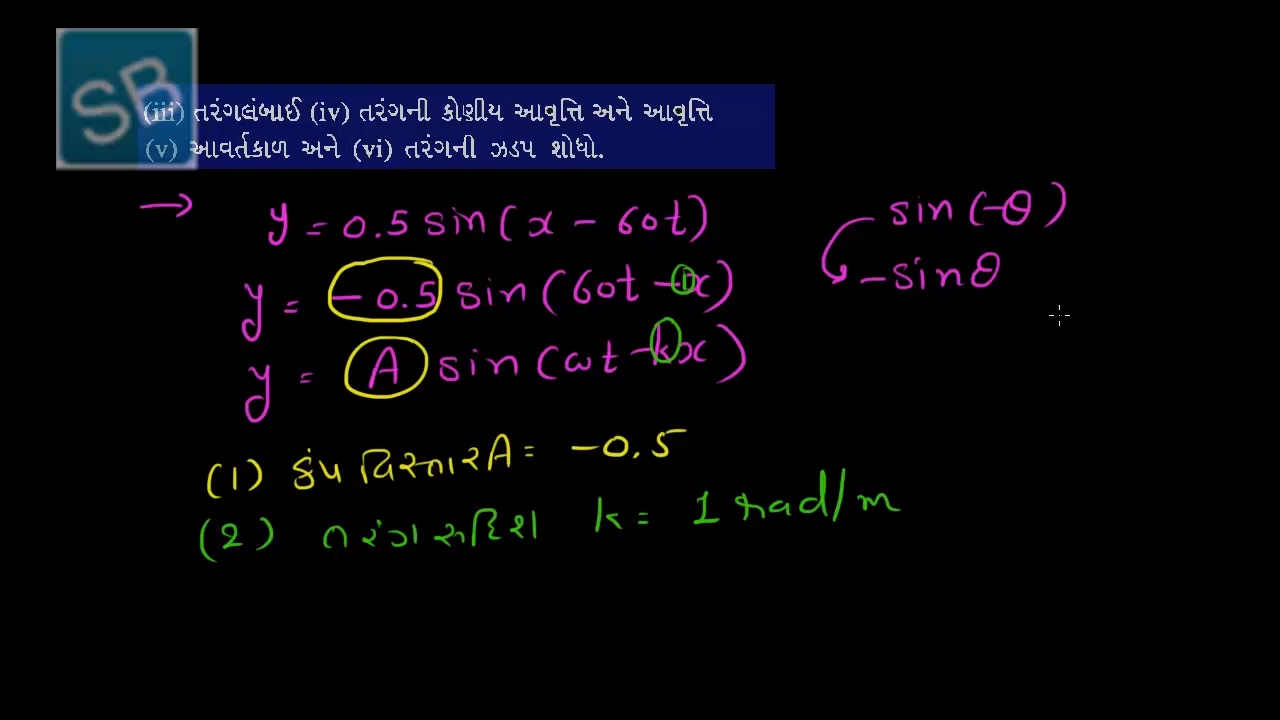 SB
(iii) તરંગલંબાઈ (iv) તરંગની કોણીય આવૃત્તિ અને આવૃત્તિ
(v) આવર્તકાળ અને (vi) તરંગની ઝડપ શોધો.
→ y = 0.5 sin(x - 60t)
sin(-θ)
y = -0.5 sin(60t - 1x)
-sinθ
y = A sin(ωt - kx)
(1) કંપ વિસ્તાર A = -0.5
(2) તરંગ સદિશ k = 1 rad/m